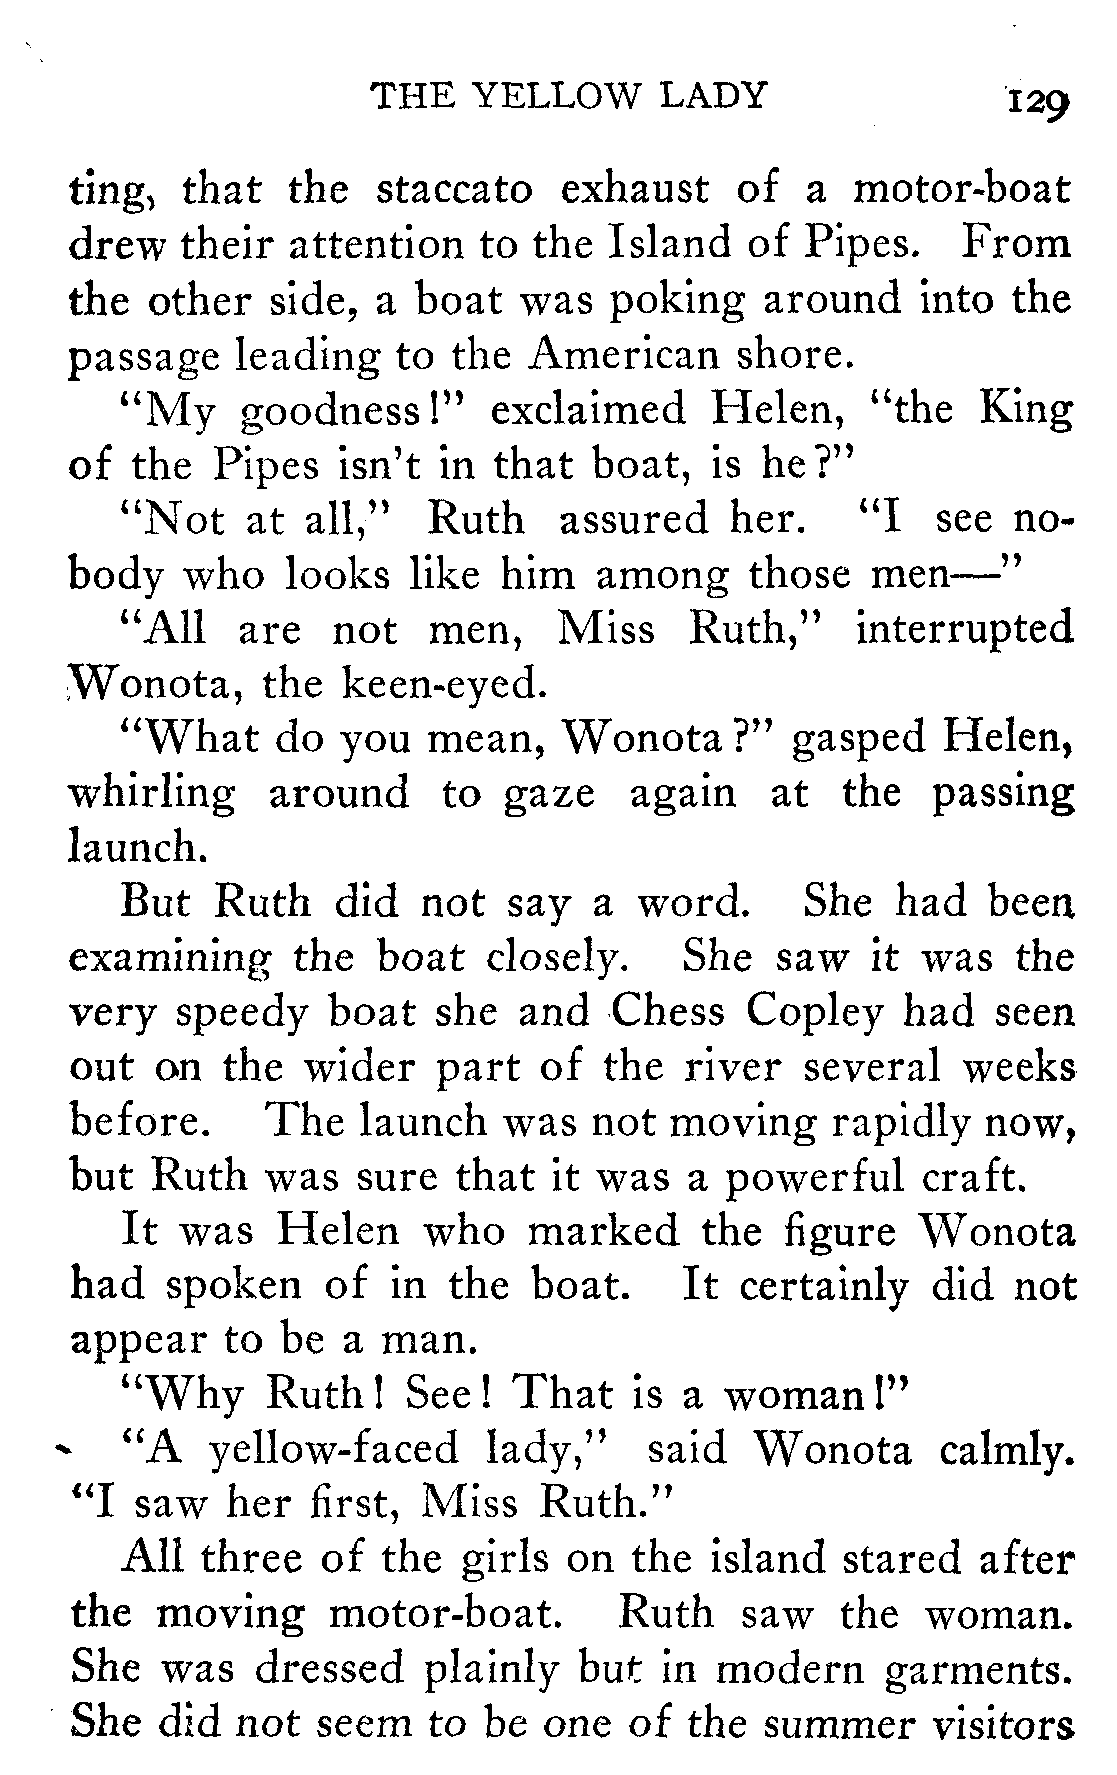 THE YELLOW LADY 129
ting, that the staccato exhaust of a motor-boat
drew their attention to the Island of Pipes. From
the other side, a boat was poking around into the
passage leading to the American shore.
"My goodness!" exclaimed Helen, "the King
of the Pipes isn't in that boat, is he?"
"Not all," Ruth assured her. "I see no-
body who looks like him among those men—"
"All are not men, Miss Ruth," interrupted
Wonota, the keen-eyed.
"What do you mean, Wonota?" gasped Helen,
whirling around to gaze again at the passing
launch.
But Ruth did not say a word. She had been
examining the boat closely. She saw it was the
very speedy boat she and Chess Copley had seen
out on the wider part of the river several weeks
before. The launch was not moving rapidly now,
but Ruth was sure that it was a powerful craft.
It was Helen who marked the figure Wonota
had spoken of in the boat. It certainly did not
appear to be a man.
"Why Ruth! See! That is a woman!"
"A yellow-faced lady," said Wonota calmly.
"I saw her first, Miss Ruth."
All three of the girls on the island stared after
the moving motor-boat. Ruth saw the woman.
She was dressed plainly but in modern garments.
She did not seem to be one of the summer visitors